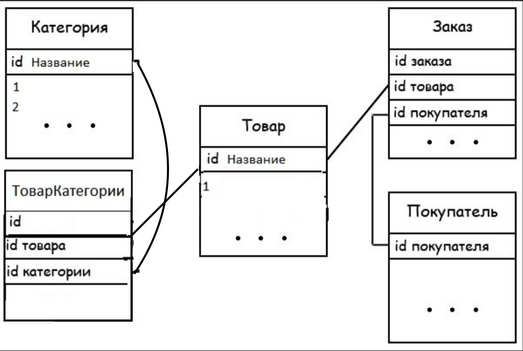 Категория
id Название
1
2
. . .
ТоварКатегории
id
id товара
id категории
Товар
id Название
1
. . .
Заказ
id заказа
id товара
id покупателя
. . .
Покупатель
id покупателя
. . .